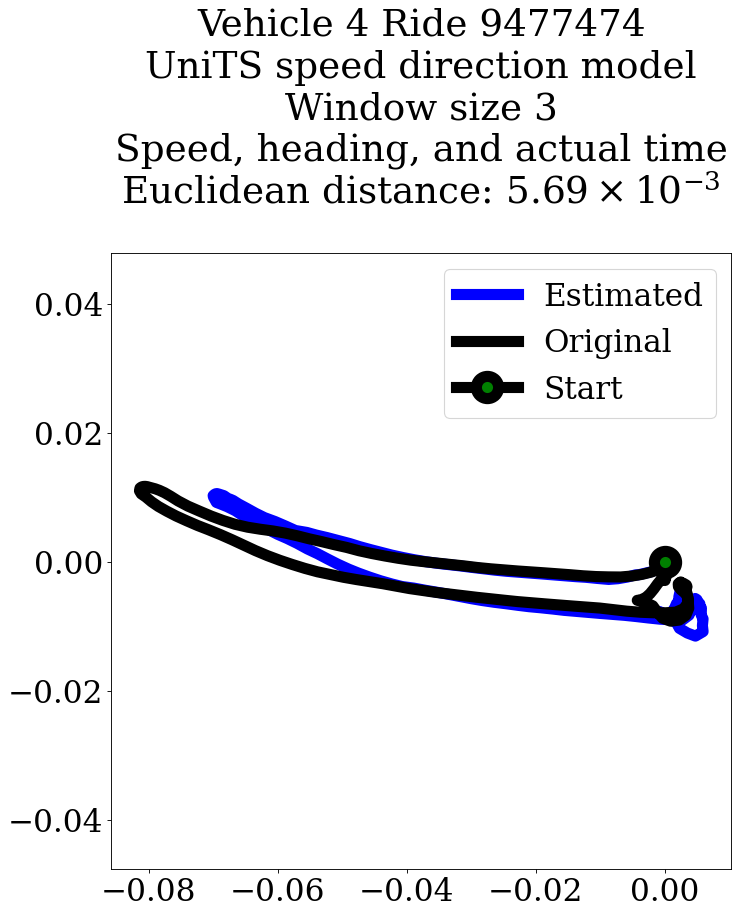 Vehicle 4 Ride 9477474
UniTS speed direction model
Window size 3
Speed, heading, and actual time
Euclidean distance: 5.69 × 10⁻³
Estimated
Original
Start
0.04
0.02
0.00
−0.02
−0.04
−0.08 −0.06 −0.04 −0.02 0.00